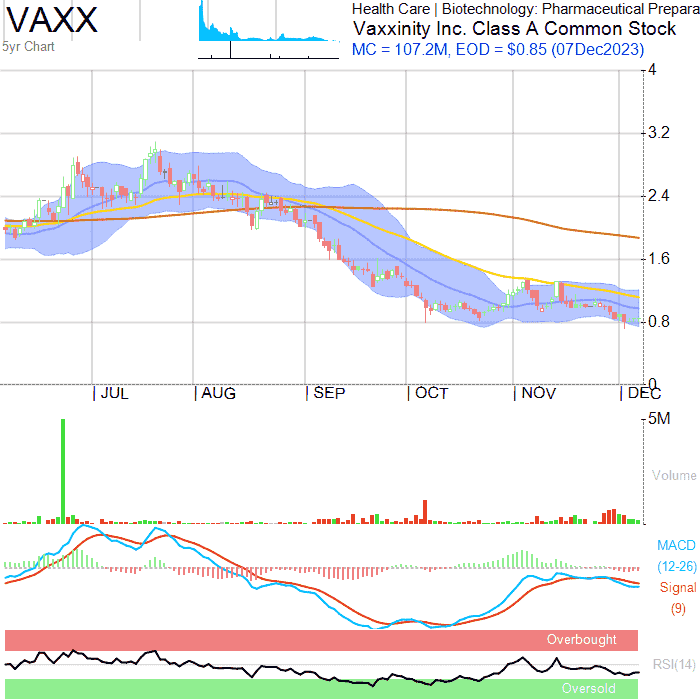 VAXX
5yr Chart
Health Care | Biotechnology: Pharmaceutical Prepara
Vaxxinity Inc. Class A Common Stock
MC = 107.2M, EOD = $0.85 (07Dec2023)
4
3.2
2.4
1.6
0.8
0
JUL AUG SEP OCT NOV DEC
5M
Volume
MACD
(12-26)
Signal
(9)
Overbought
RSI(14)
Oversold